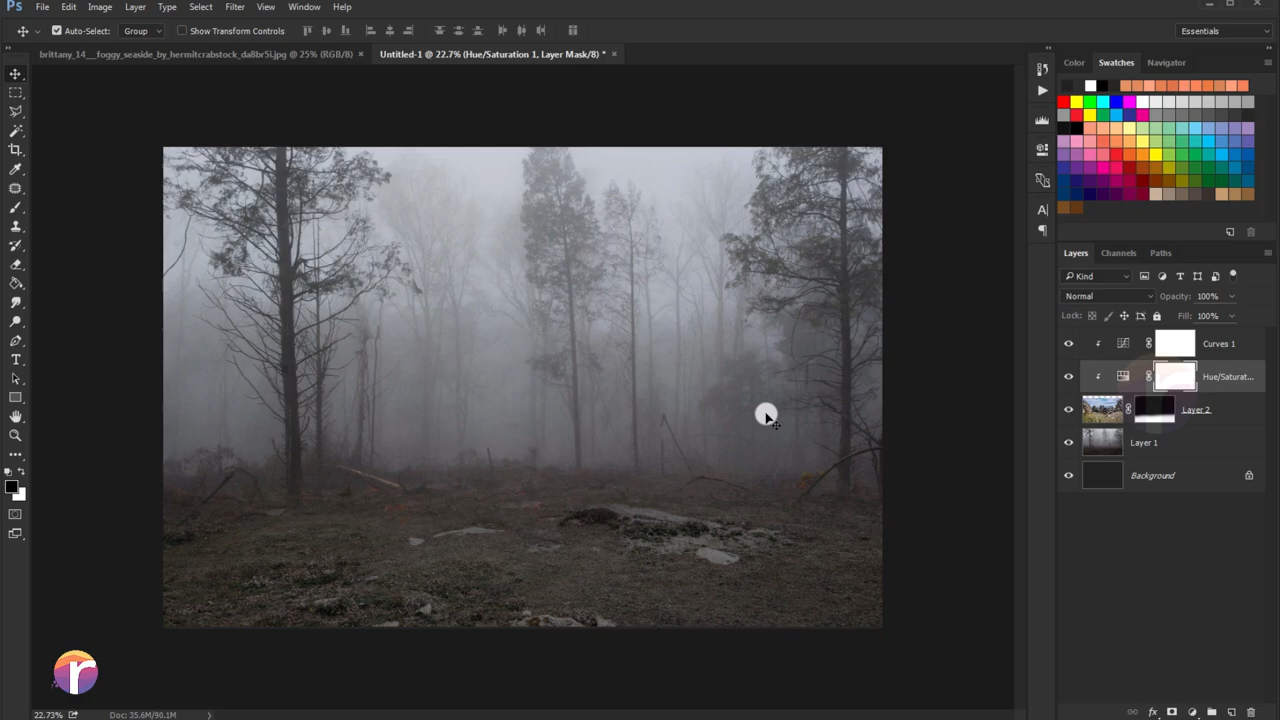 Ps File Edit Image Layer Type Select Filter View Window Help
Auto-Select: Group Show Transform Controls Essentials
brittany_14__foggy_seaside_by_hermitcrabstock_da8br5l.jpg @ 25% (RGB/8) × Untitled-1 @ 22.7% (Hue/Saturation 1, Layer Mask/8) * ×
Color Swatches Navigator
Layers Channels Paths
Kind
Normal Opacity: 100%
Lock: Fill: 100%
Curves 1
Hue/Saturat...
Layer 2
Layer 1
Background
r
22.73% Doc: 35.6M/90.1M